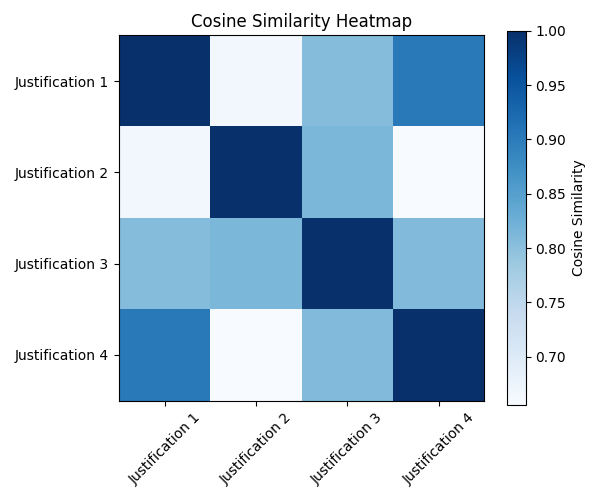 Cosine Similarity Heatmap
Justification 1
Justification 2
Justification 3
Justification 4
Justification 1
Justification 2
Justification 3
Justification 4
1.00
0.95
0.90
0.85
0.80
0.75
0.70
Cosine Similarity